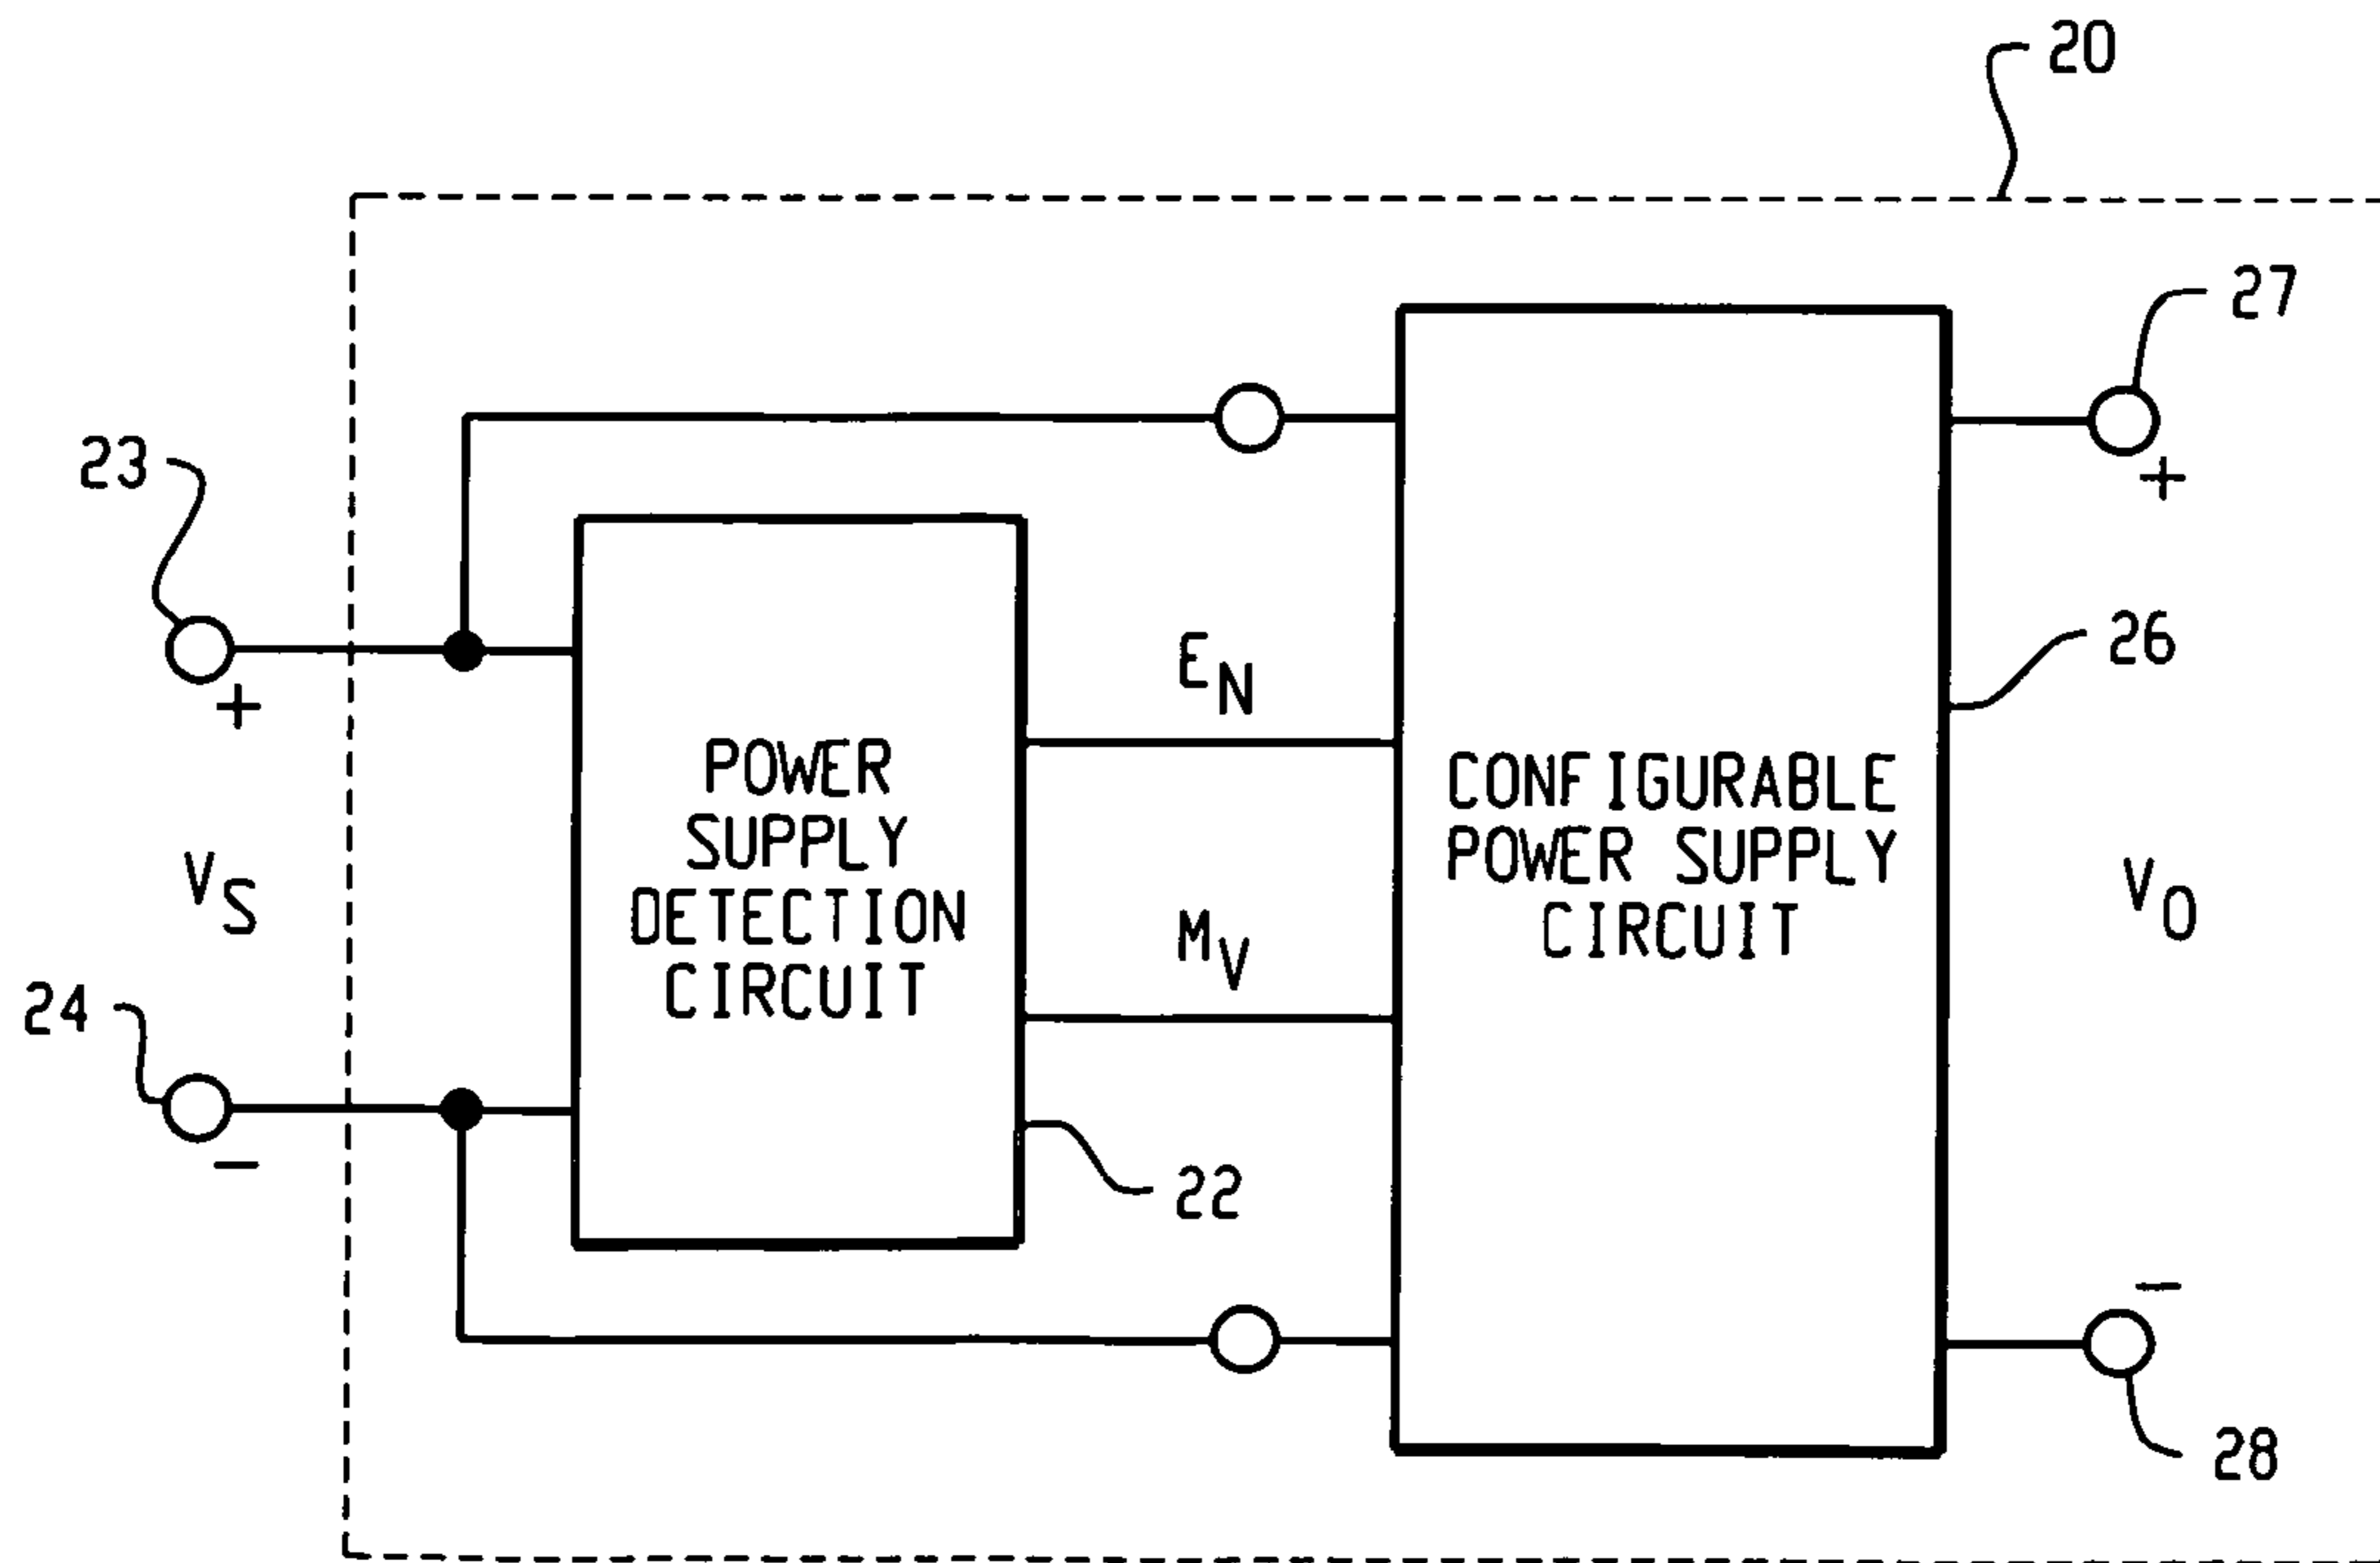 20
27
23
+
+
26
E_N
POWER
SUPPLY
DETECTION
CIRCUIT
CONFIGURABLE
POWER SUPPLY
CIRCUIT
V_S
V_O
M_V
24
−
22
−
28